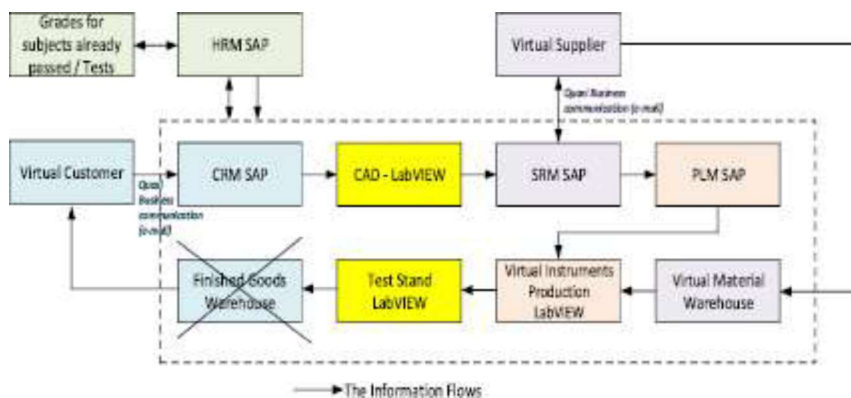 Grades for
subjects already
passed / Tests
HRM SAP
Virtual Supplier
Quasi Business
communication (e-mail)
Virtual Customer
CRM SAP
CAD - LabVIEW
SRM SAP
PLM SAP
Quasi
Business
communication
(e-mail)
Finished Goods
Warehouse
Test Stand
LabVIEW
Virtual Instruments
Production
LabVIEW
Virtual Material
Warehouse
The Information Flows